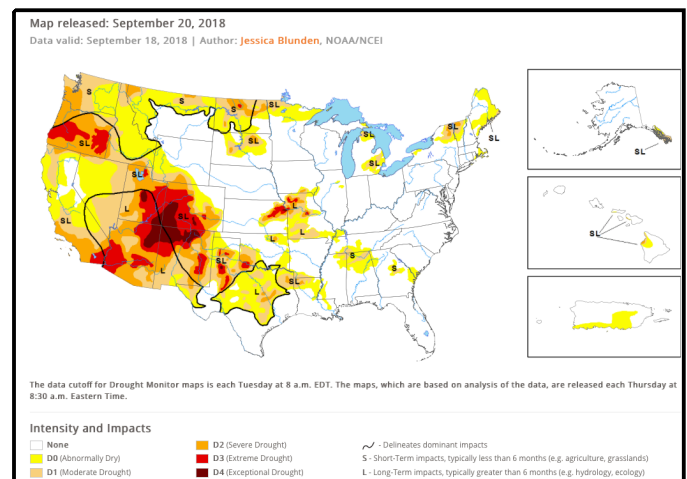 Map released: September 20, 2018
Data valid: September 18, 2018 | Author: Jessica Blunden, NOAA/NCEI
S
S
S
SL
SL
SL
SL
SL
SL
SL
SL
SL
SL
L
L
SL
L
L
S
S
L
SL
SL
L
SL
SL
The data cutoff for Drought Monitor maps is each Tuesday at 8 a.m. EDT. The maps, which are based on analysis of the data, are released each Thursday at
8:30 a.m. Eastern Time.
Intensity and Impacts
None
D0 (Abnormally Dry)
D1 (Moderate Drought)
D2 (Severe Drought)
D3 (Extreme Drought)
D4 (Exceptional Drought)
- Delineates dominant impacts
S - Short-Term impacts, typically less than 6 months (e.g. agriculture, grasslands)
L - Long-Term impacts, typically greater than 6 months (e.g. hydrology, ecology)